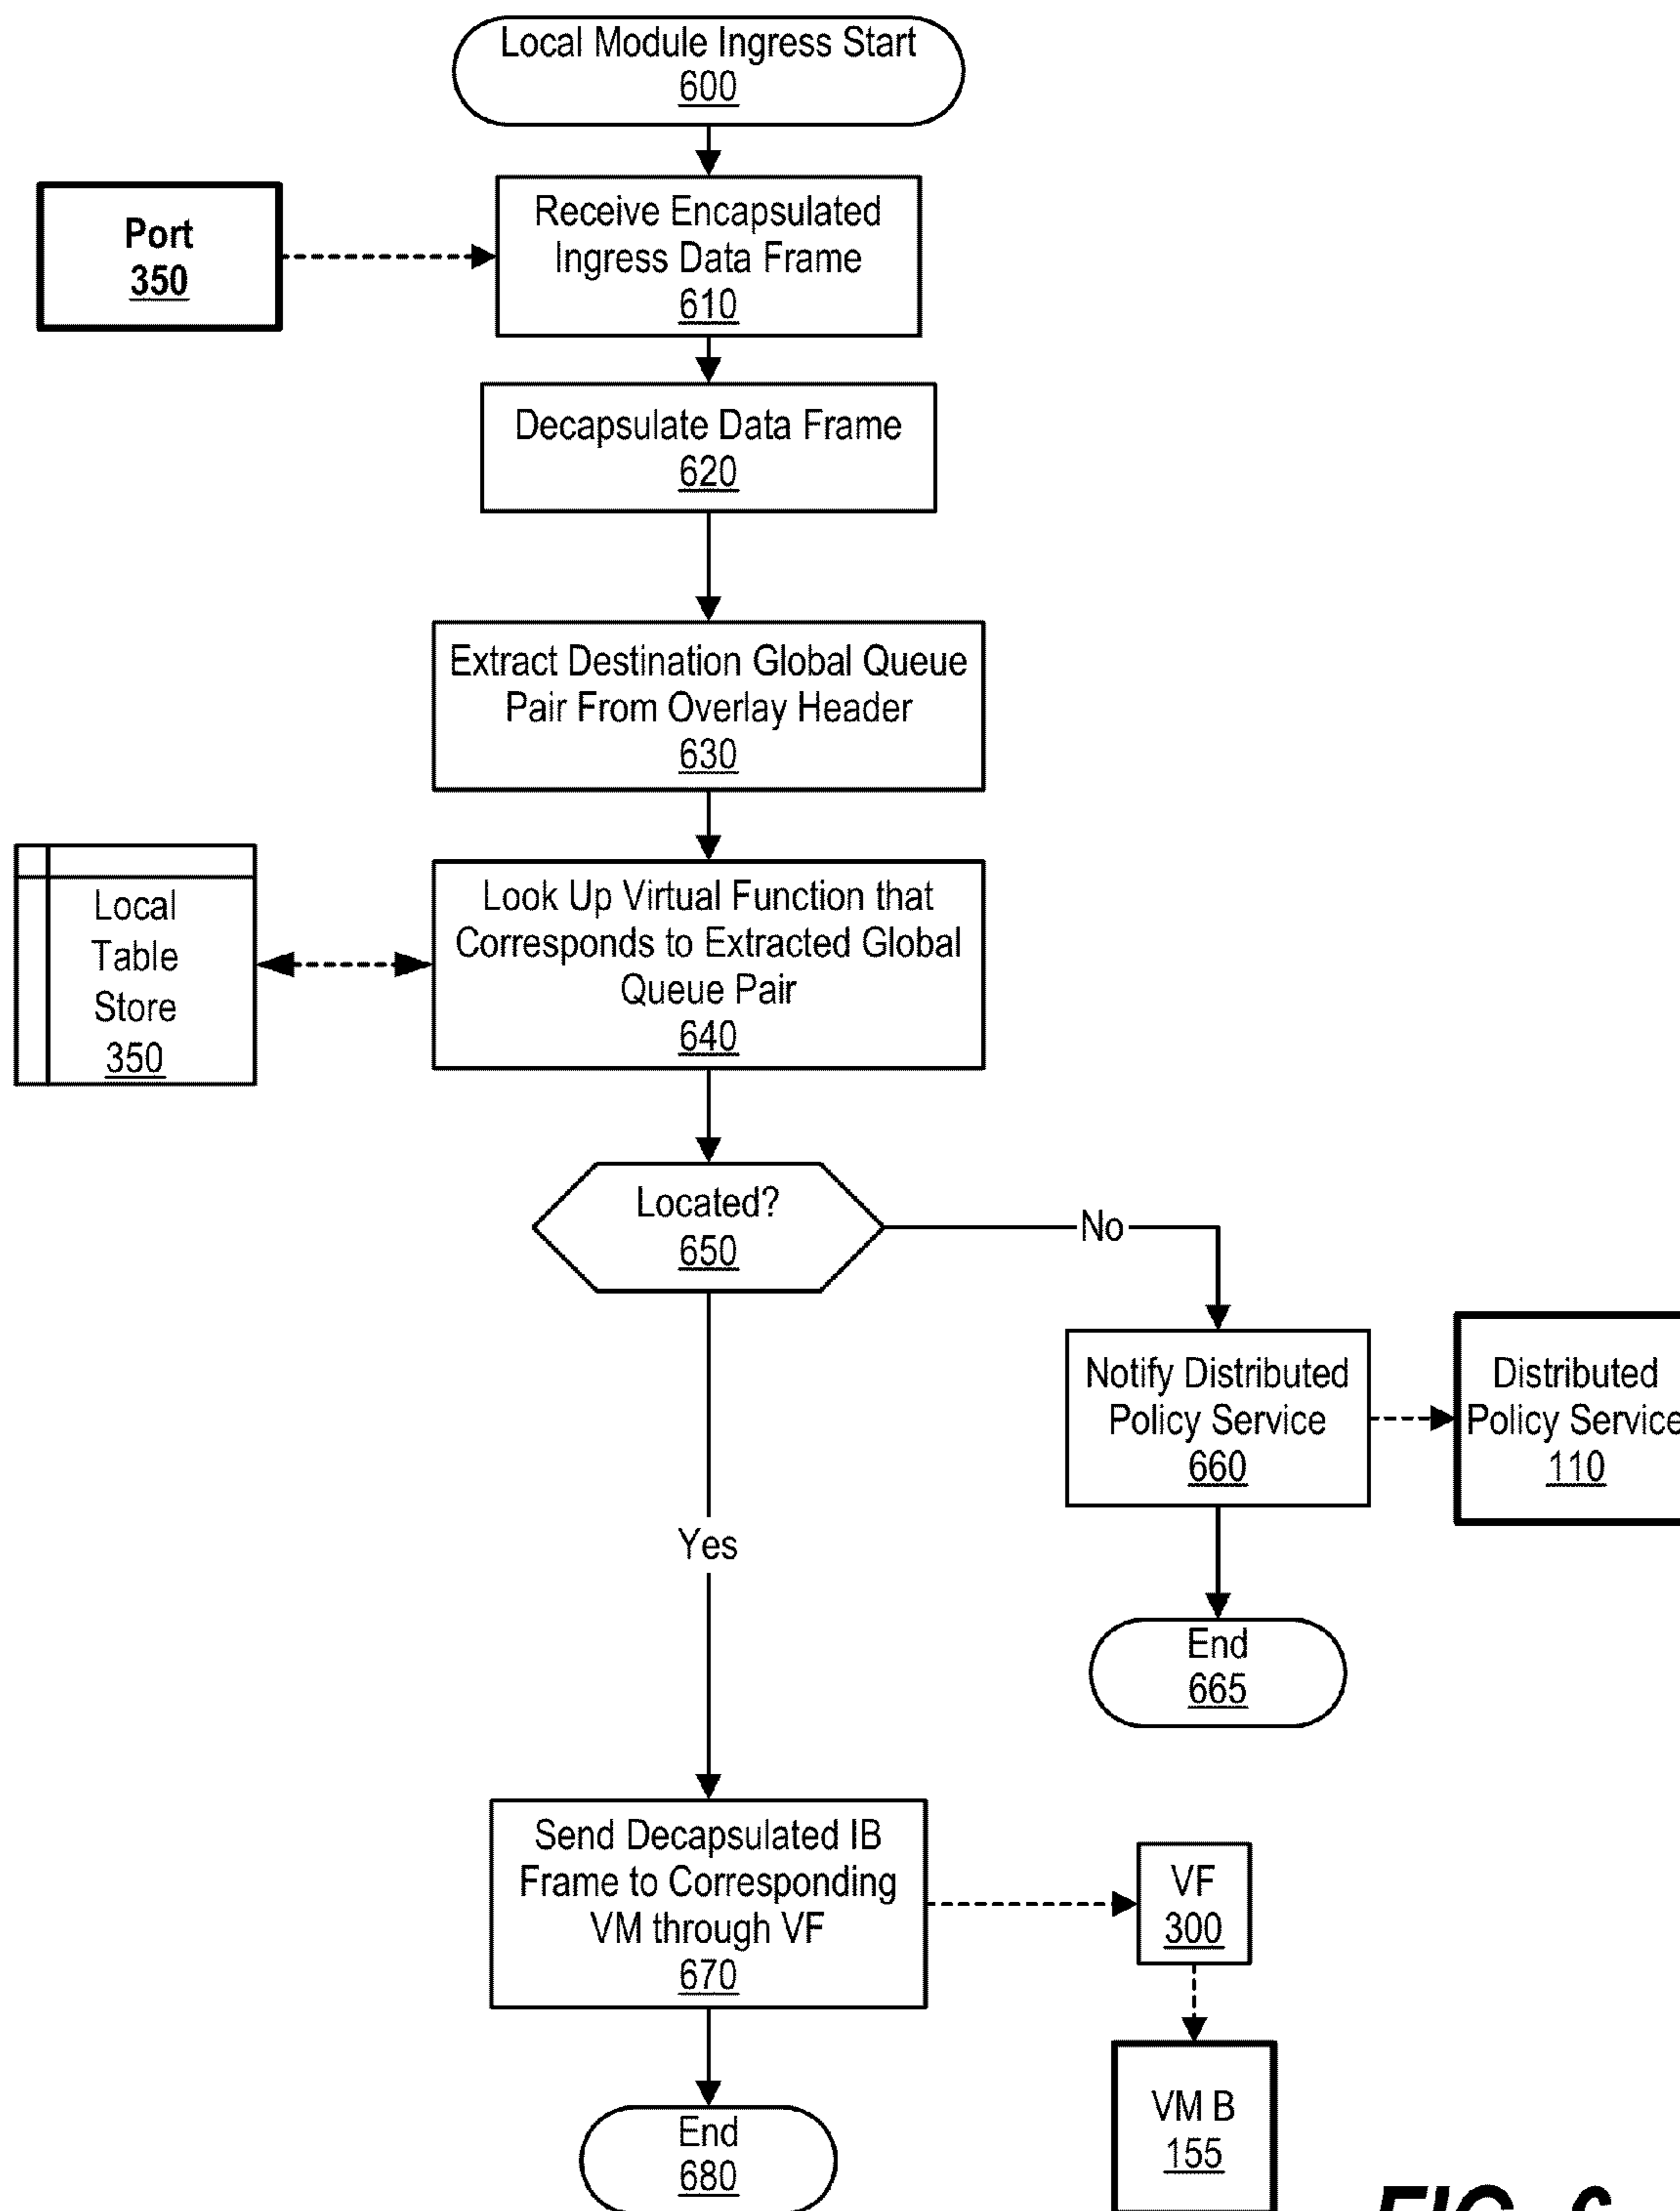 Local Module Ingress Start
600
Port
350
Receive Encapsulated
Ingress Data Frame
610
Decapsulate Data Frame
620
Extract Destination Global Queue
Pair From Overlay Header
630
Local
Table
Store
350
Look Up Virtual Function that
Corresponds to Extracted Global
Queue Pair
640
Located?
650
No
Notify Distributed
Policy Service
660
Distributed
Policy Service
110
Yes
End
665
Send Decapsulated IB
Frame to Corresponding
VM through VF
670
VF
300
VM B
155
End
680
FIG. 6